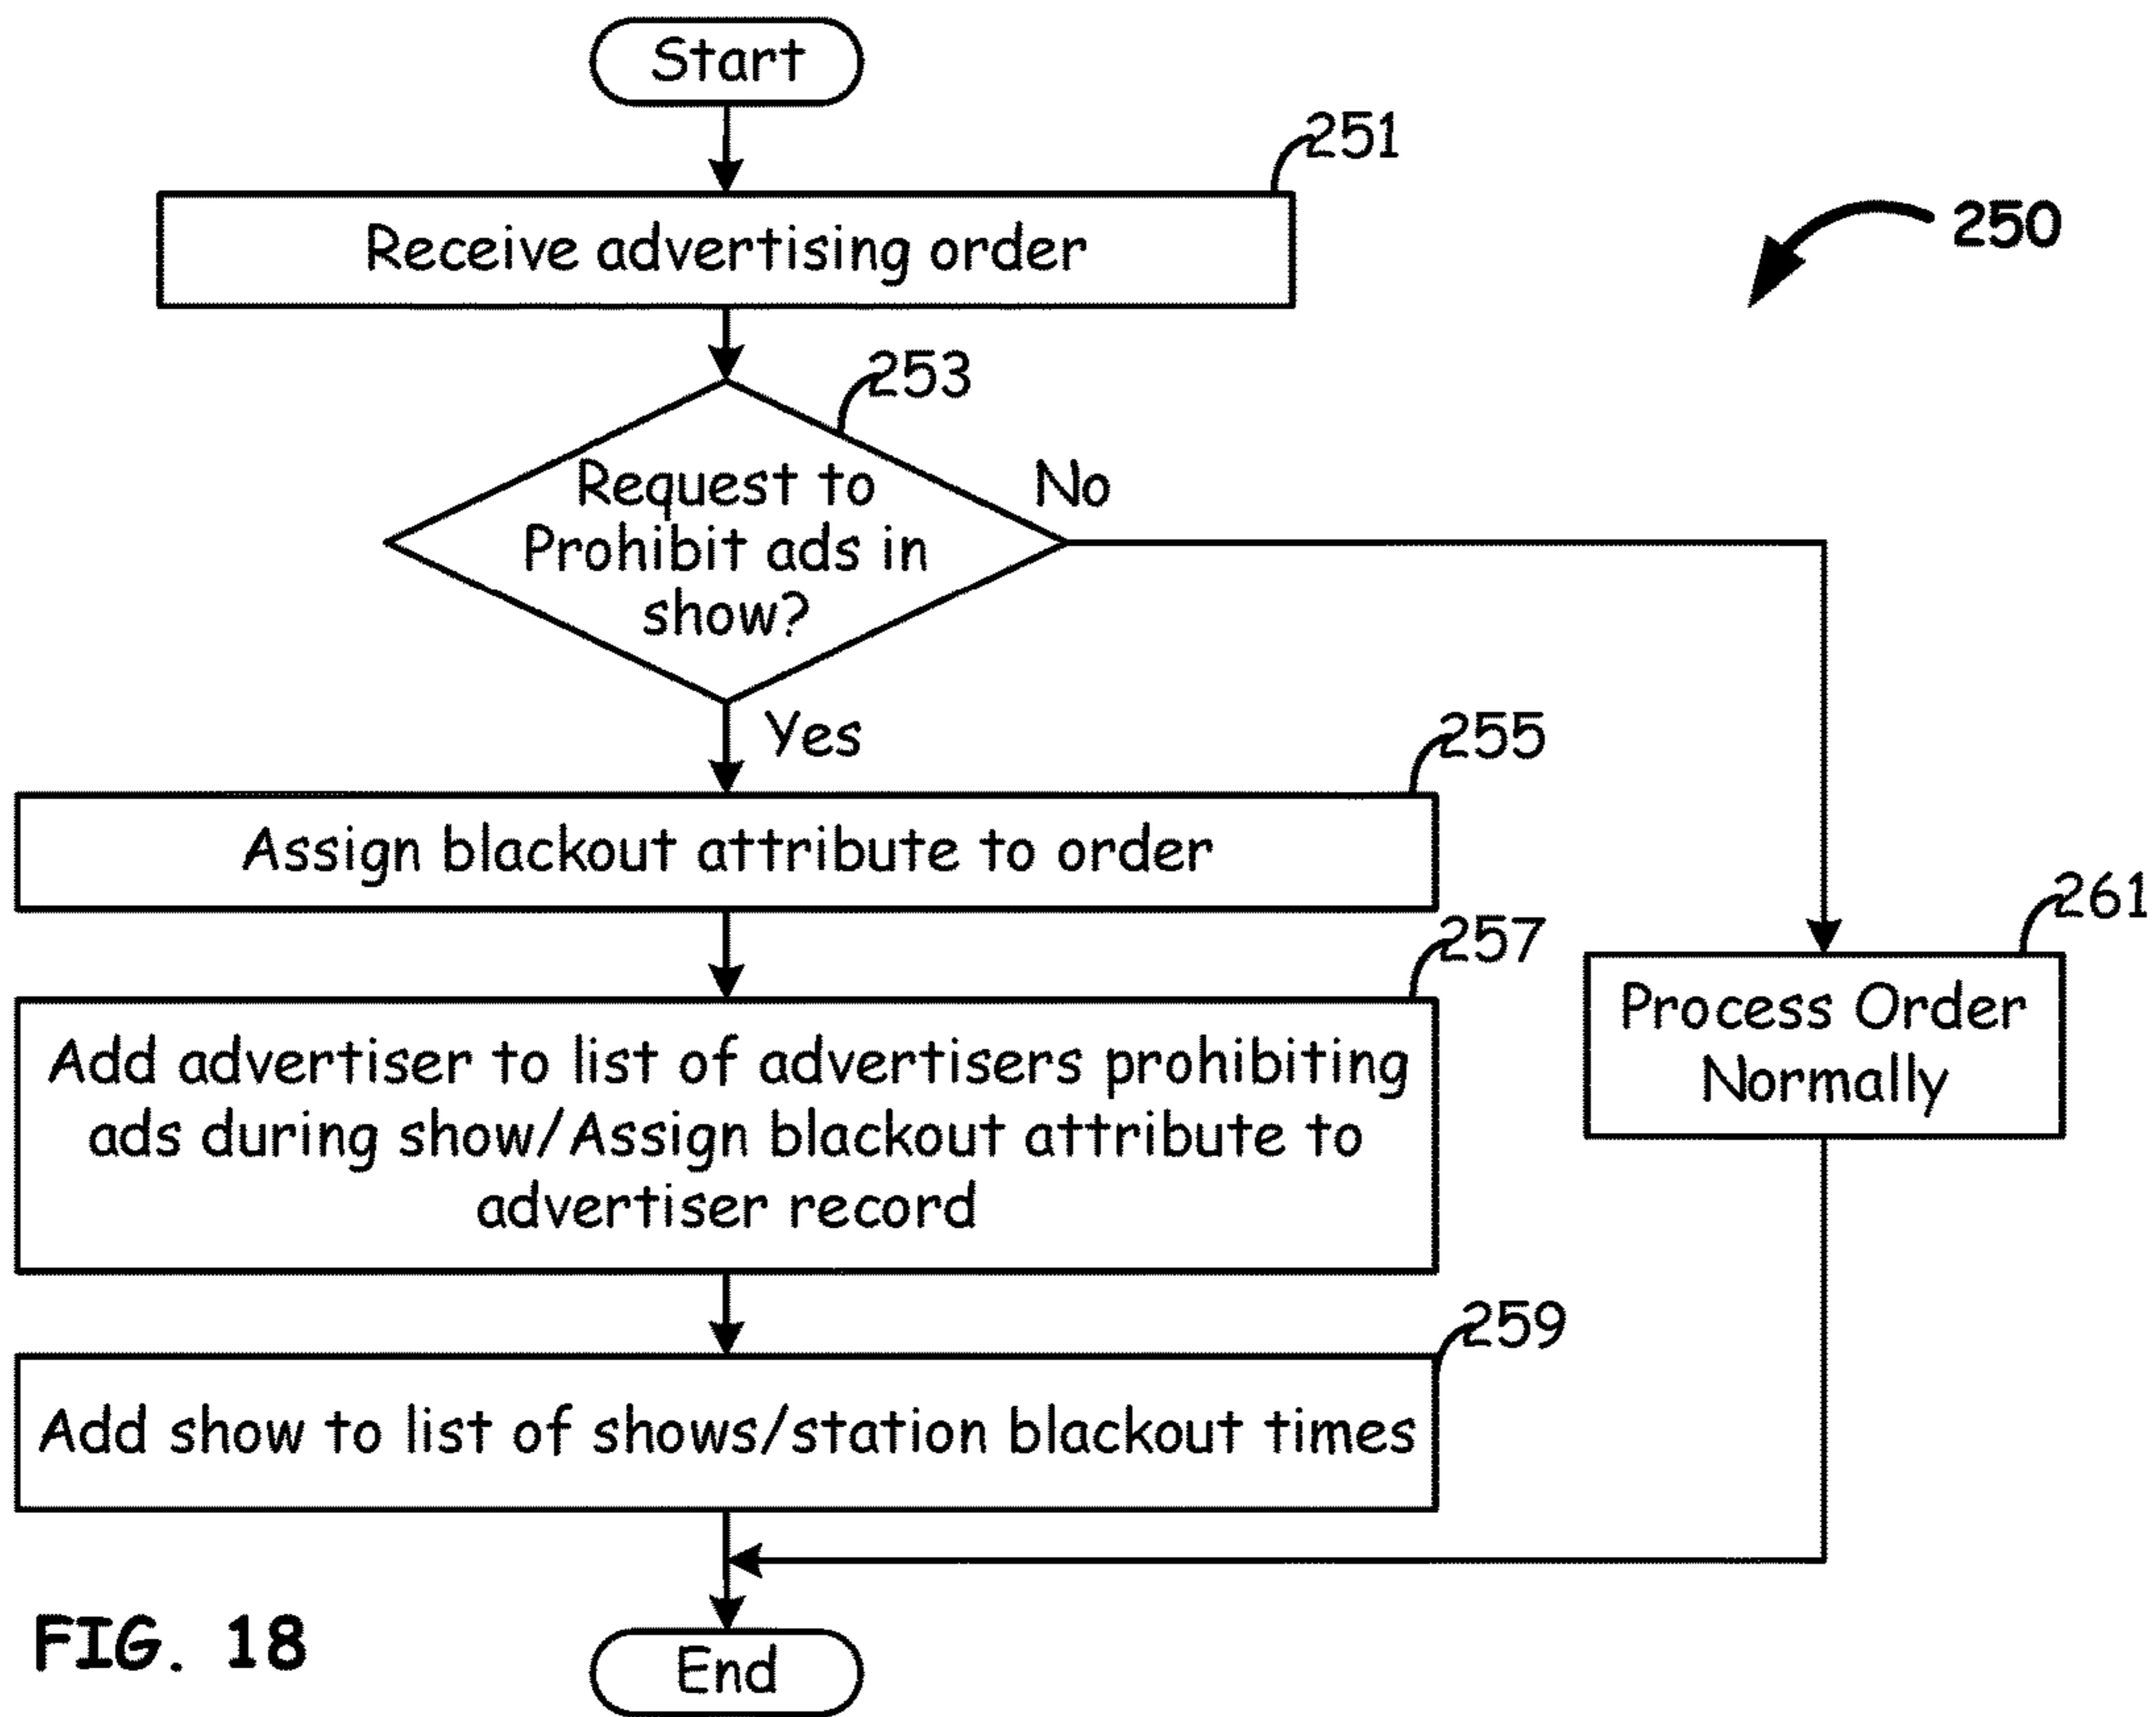 Start
251
Receive advertising order
250
253
Request to
Prohibit ads in
show?
No
Yes
255
Assign blackout attribute to order
261
257
Process Order
Normally
Add advertiser to list of advertisers prohibiting
ads during show/Assign blackout attribute to
advertiser record
259
Add show to list of shows/station blackout times
FIG. 18
End